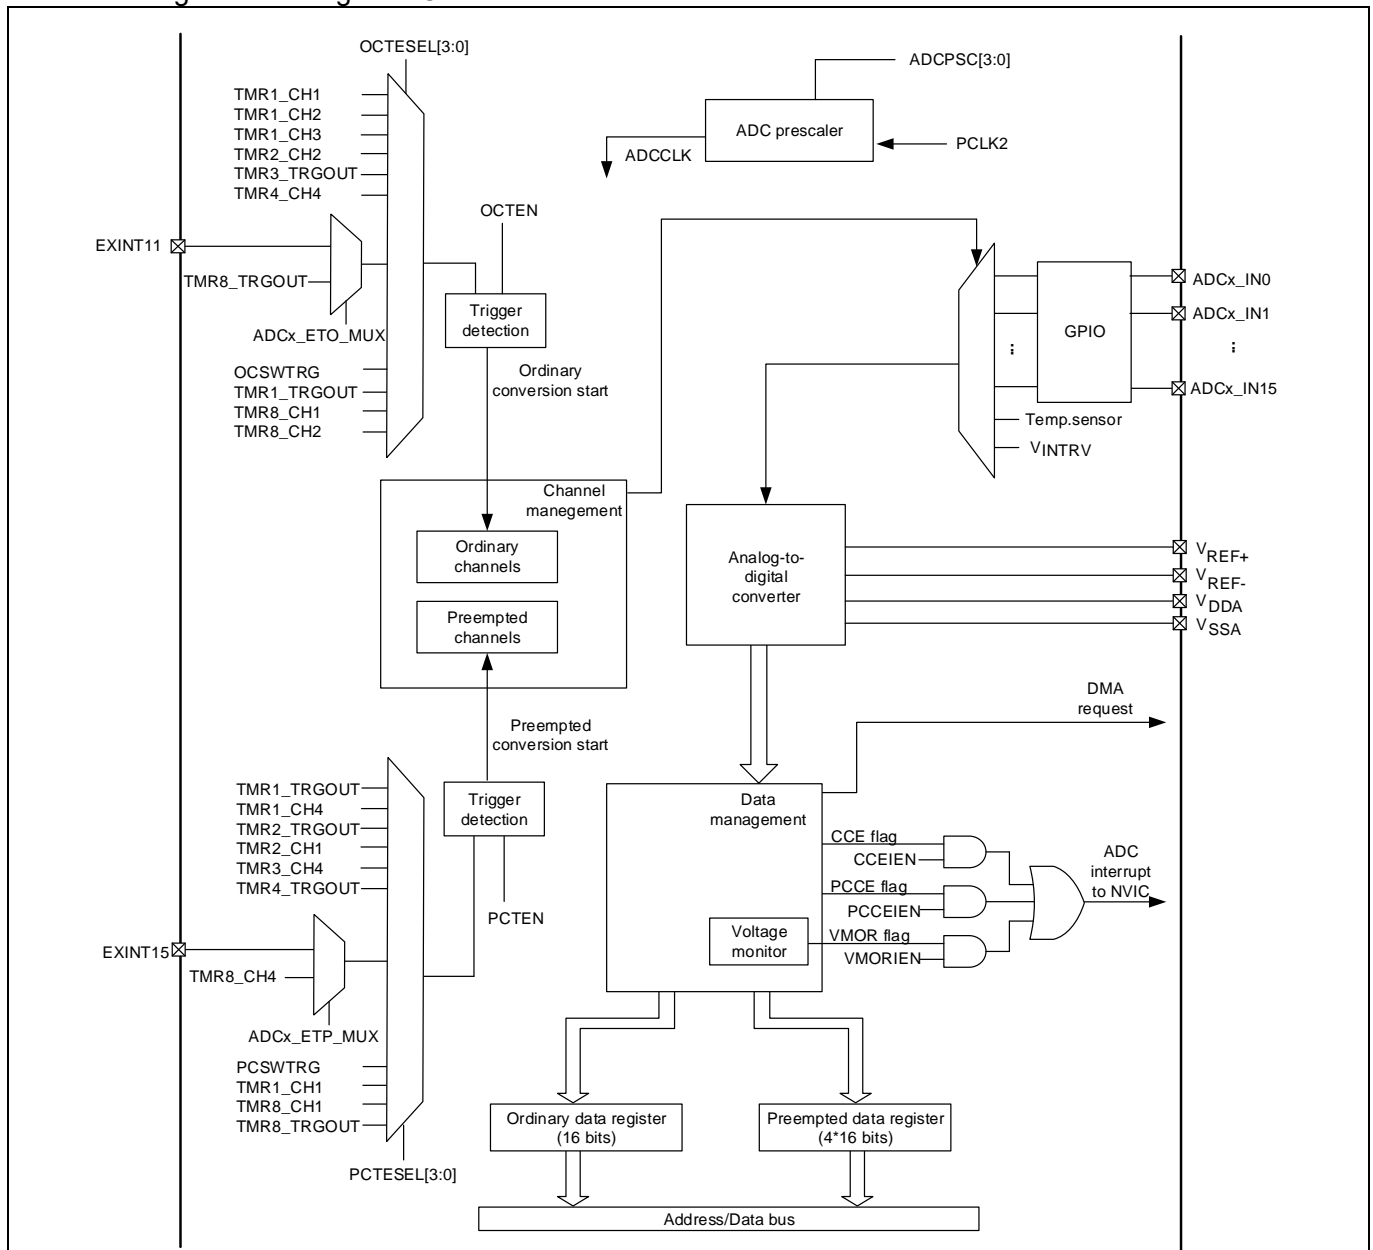 OCTESEL[3:0]
TMR1_CH1
TMR1_CH2
TMR1_CH3
TMR2_CH2
TMR3_TRGOUT
TMR4_CH4
EXINT11
TMR8_TRGOUT
ADCx_ETO_MUX
OCSWTRG
TMR1_TRGOUT
TMR8_CH1
TMR8_CH2
OCTEN
Trigger
detection
Ordinary
conversion start
ADCPSC[3:0]
ADC prescaler
ADCCLK
PCLK2
GPIO
ADCx_IN0
ADCx_IN1
...
...
ADCx_IN15
Temp.sensor
VINTRV
Channel
manegement
Ordinary
channels
Preempted
channels
Analog-to-
digital
converter
VREF+
VREF-
VDDA
VSSA
Preempted
conversion start
Trigger
detection
PCTEN
TMR1_TRGOUT
TMR1_CH4
TMR2_TRGOUT
TMR2_CH1
TMR3_CH4
TMR4_TRGOUT
EXINT15
TMR8_CH4
ADCx_ETP_MUX
PCSWTRG
TMR1_CH1
TMR8_CH1
TMR8_TRGOUT
PCTESEL[3:0]
DMA
request
Data
management
CCE flag
CCEIEN
PCCE flag
PCCEIEN
Voltage
monitor
VMOR flag
VMORIEN
ADC
interrupt
to NVIC
Ordinary data register
(16 bits)
Preempted data register
(4*16 bits)
Address/Data bus